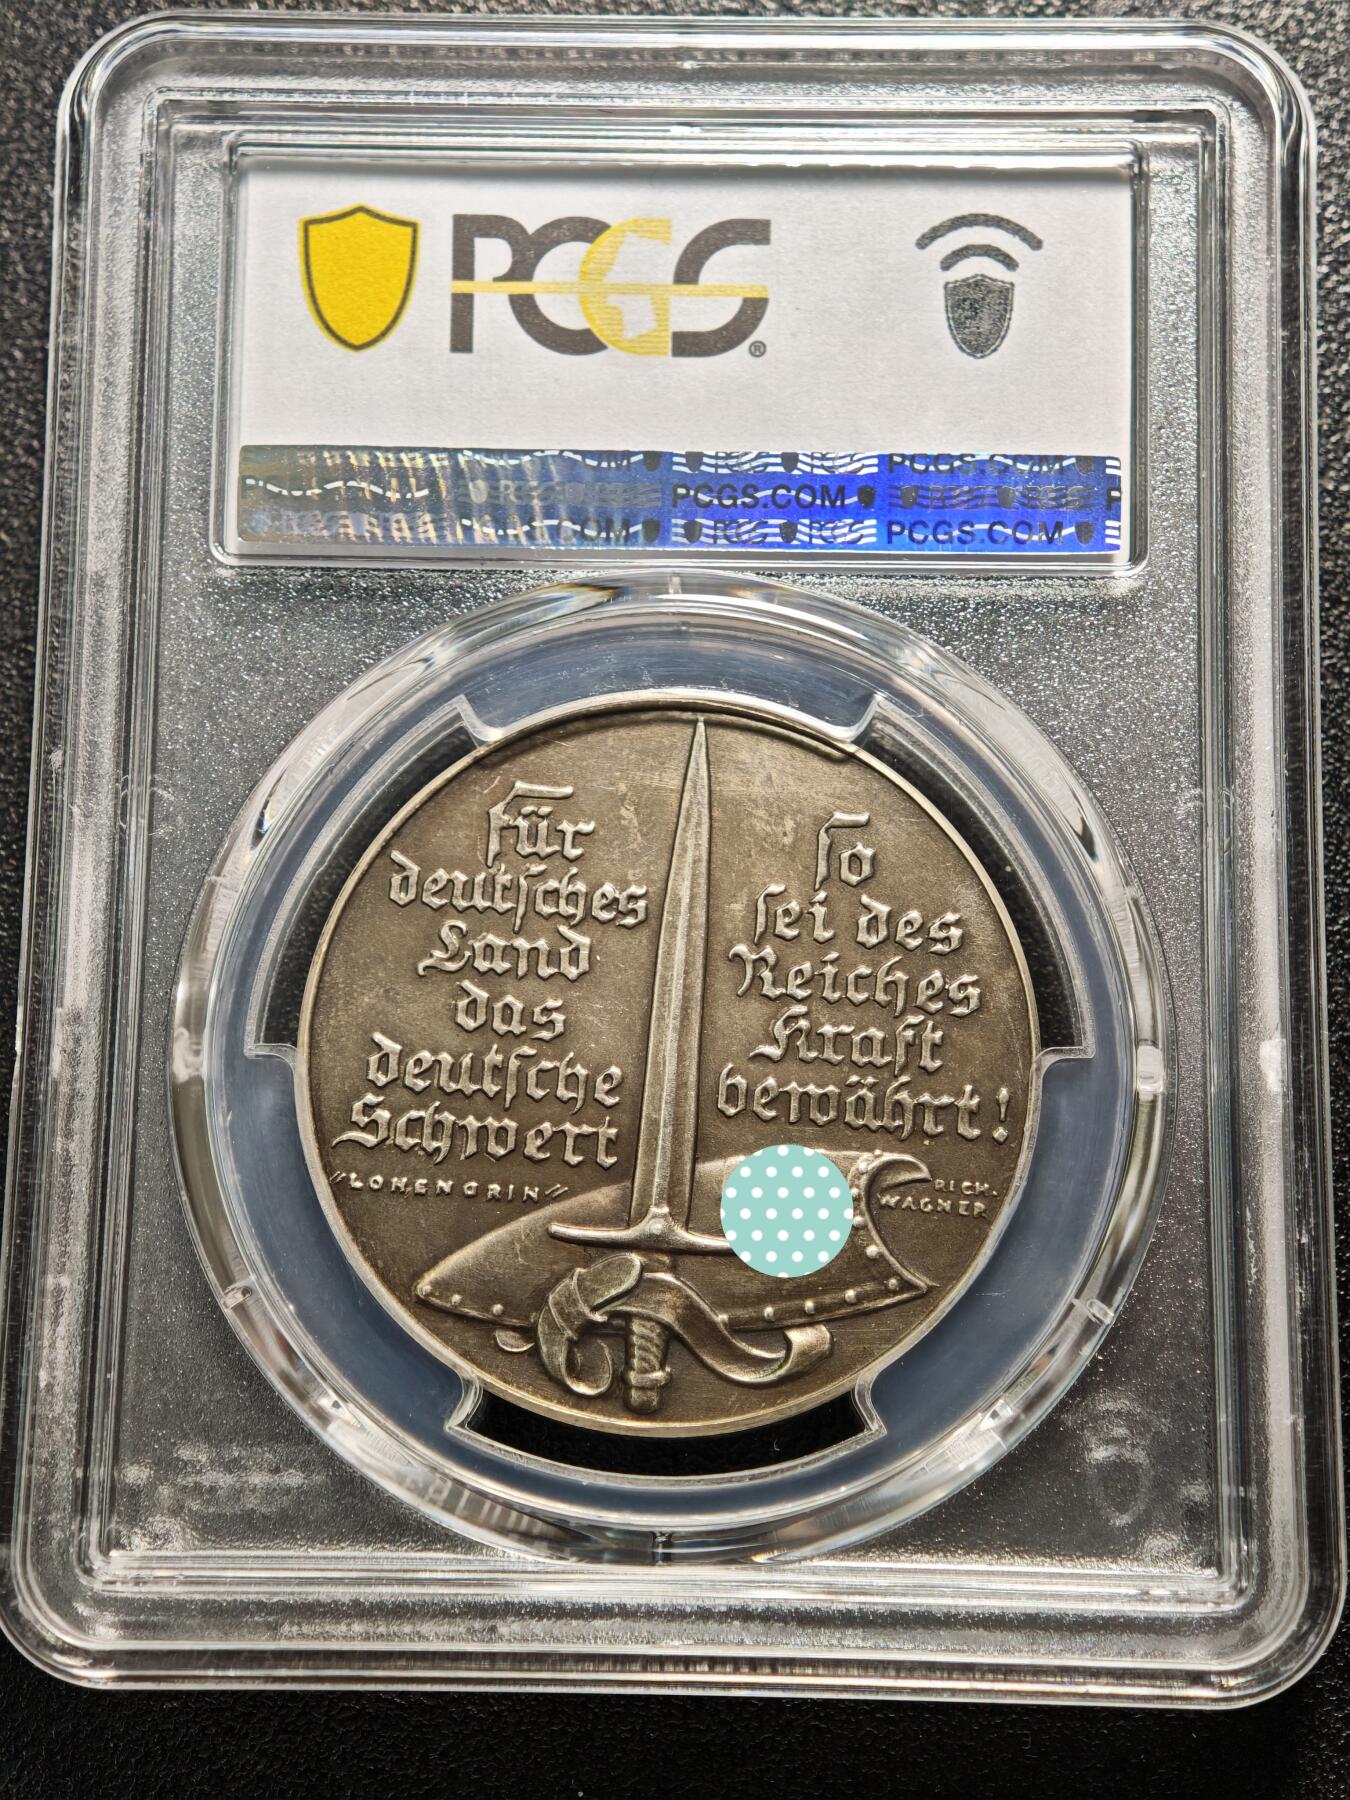 PCGS®
PCGS.COM
PCGS.COM
PCGS.COM
Für
deutsches
Land
das
deutsche
Schwert
"LOHENGRIN"
so
sei des
Reiches
Kraft
bewährt!
RICH.
WAGNER